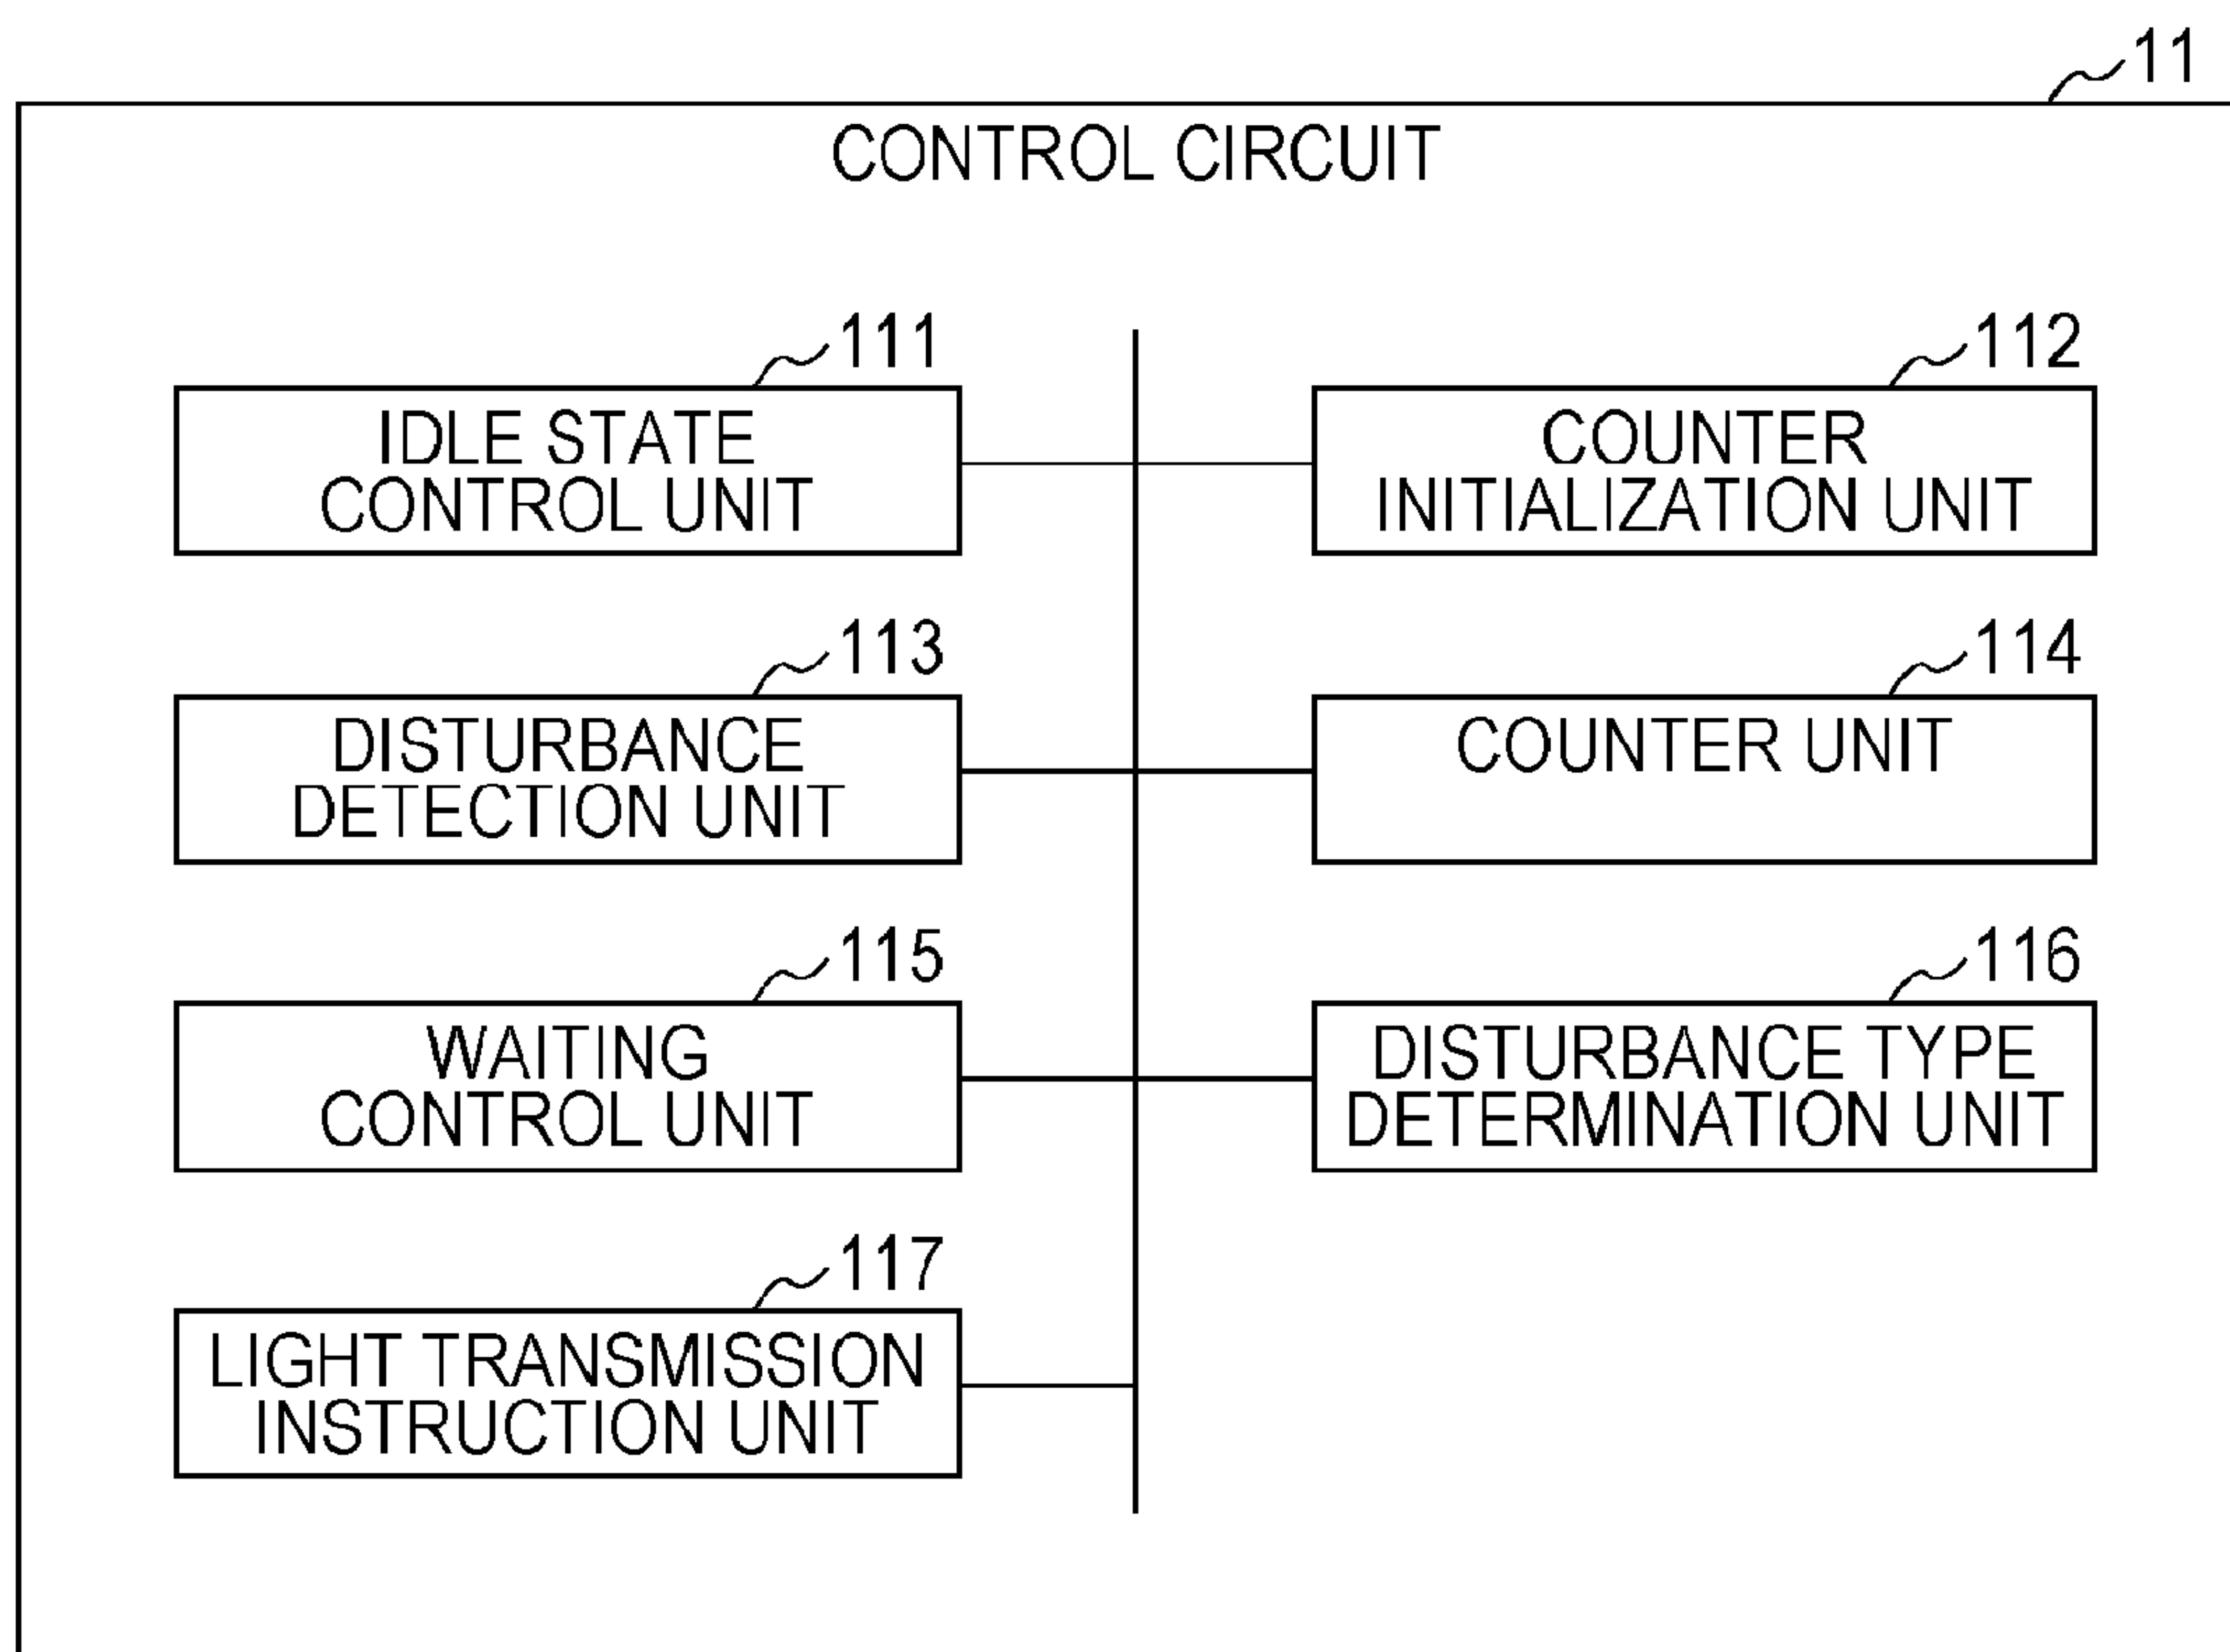 11
CONTROL CIRCUIT
111
IDLE STATE
CONTROL UNIT
112
COUNTER
INITIALIZATION UNIT
113
DISTURBANCE
DETECTION UNIT
114
COUNTER UNIT
115
WAITING
CONTROL UNIT
116
DISTURBANCE TYPE
DETERMINATION UNIT
117
LIGHT TRANSMISSION
INSTRUCTION UNIT